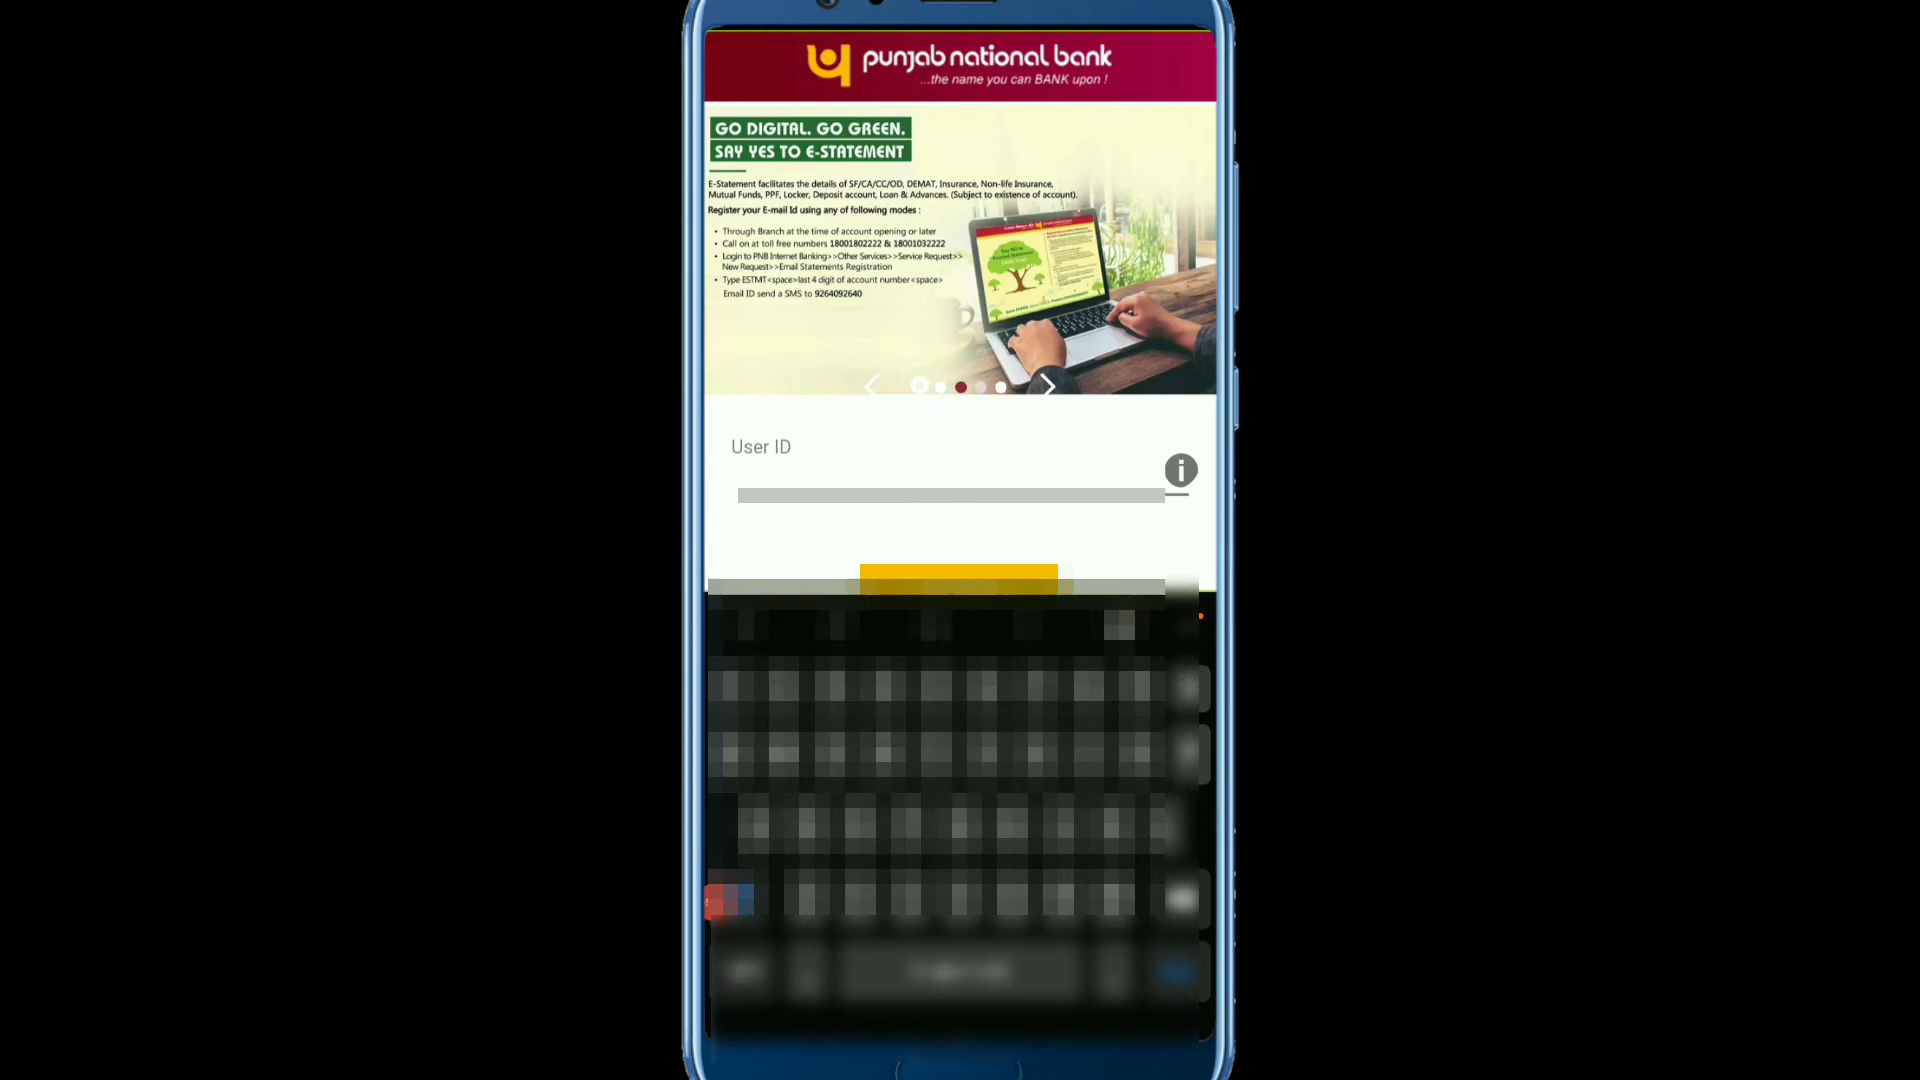 punjab national bank
...the name you can BANK upon !
GO DIGITAL. GO GREEN.
SAY YES TO E-STATEMENT
E-Statement facilitates the details of SF/CA/CC/OD, DEMAT, Insurance, Non-life Insurance,
Mutual Funds, PPF, Locker, Deposit account, Loan & Advances. (Subject to existence of account).
Register your E-mail Id using any of following modes :
• Through Branch at the time of account opening or later
• Call on at toll free numbers 18001802222 & 18001032222
• Login to PNB Internet Banking>>Other Services>>Service Request>>
New Request>>Email Statements Registration
• Type ESTMT<space>last 4 digit of account number<space>
Email ID send a SMS to 9264092640
User ID